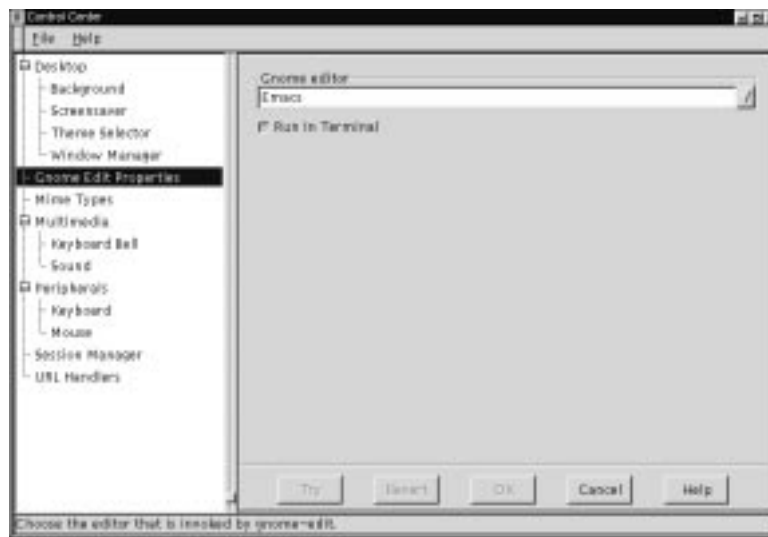 Control Center
File Help
Desktop
Background
Screensaver
Theme Selector
Window Manager
Gnome Edit Properties
Mime Types
Multimedia
Keyboard Bell
Sound
Peripherals
Keyboard
Mouse
Session Manager
URL Handlers
Gnome editor
Emacs
Run in Terminal
Try Revert OK Cancel Help
Choose the editor that is invoked by gnome-edit.